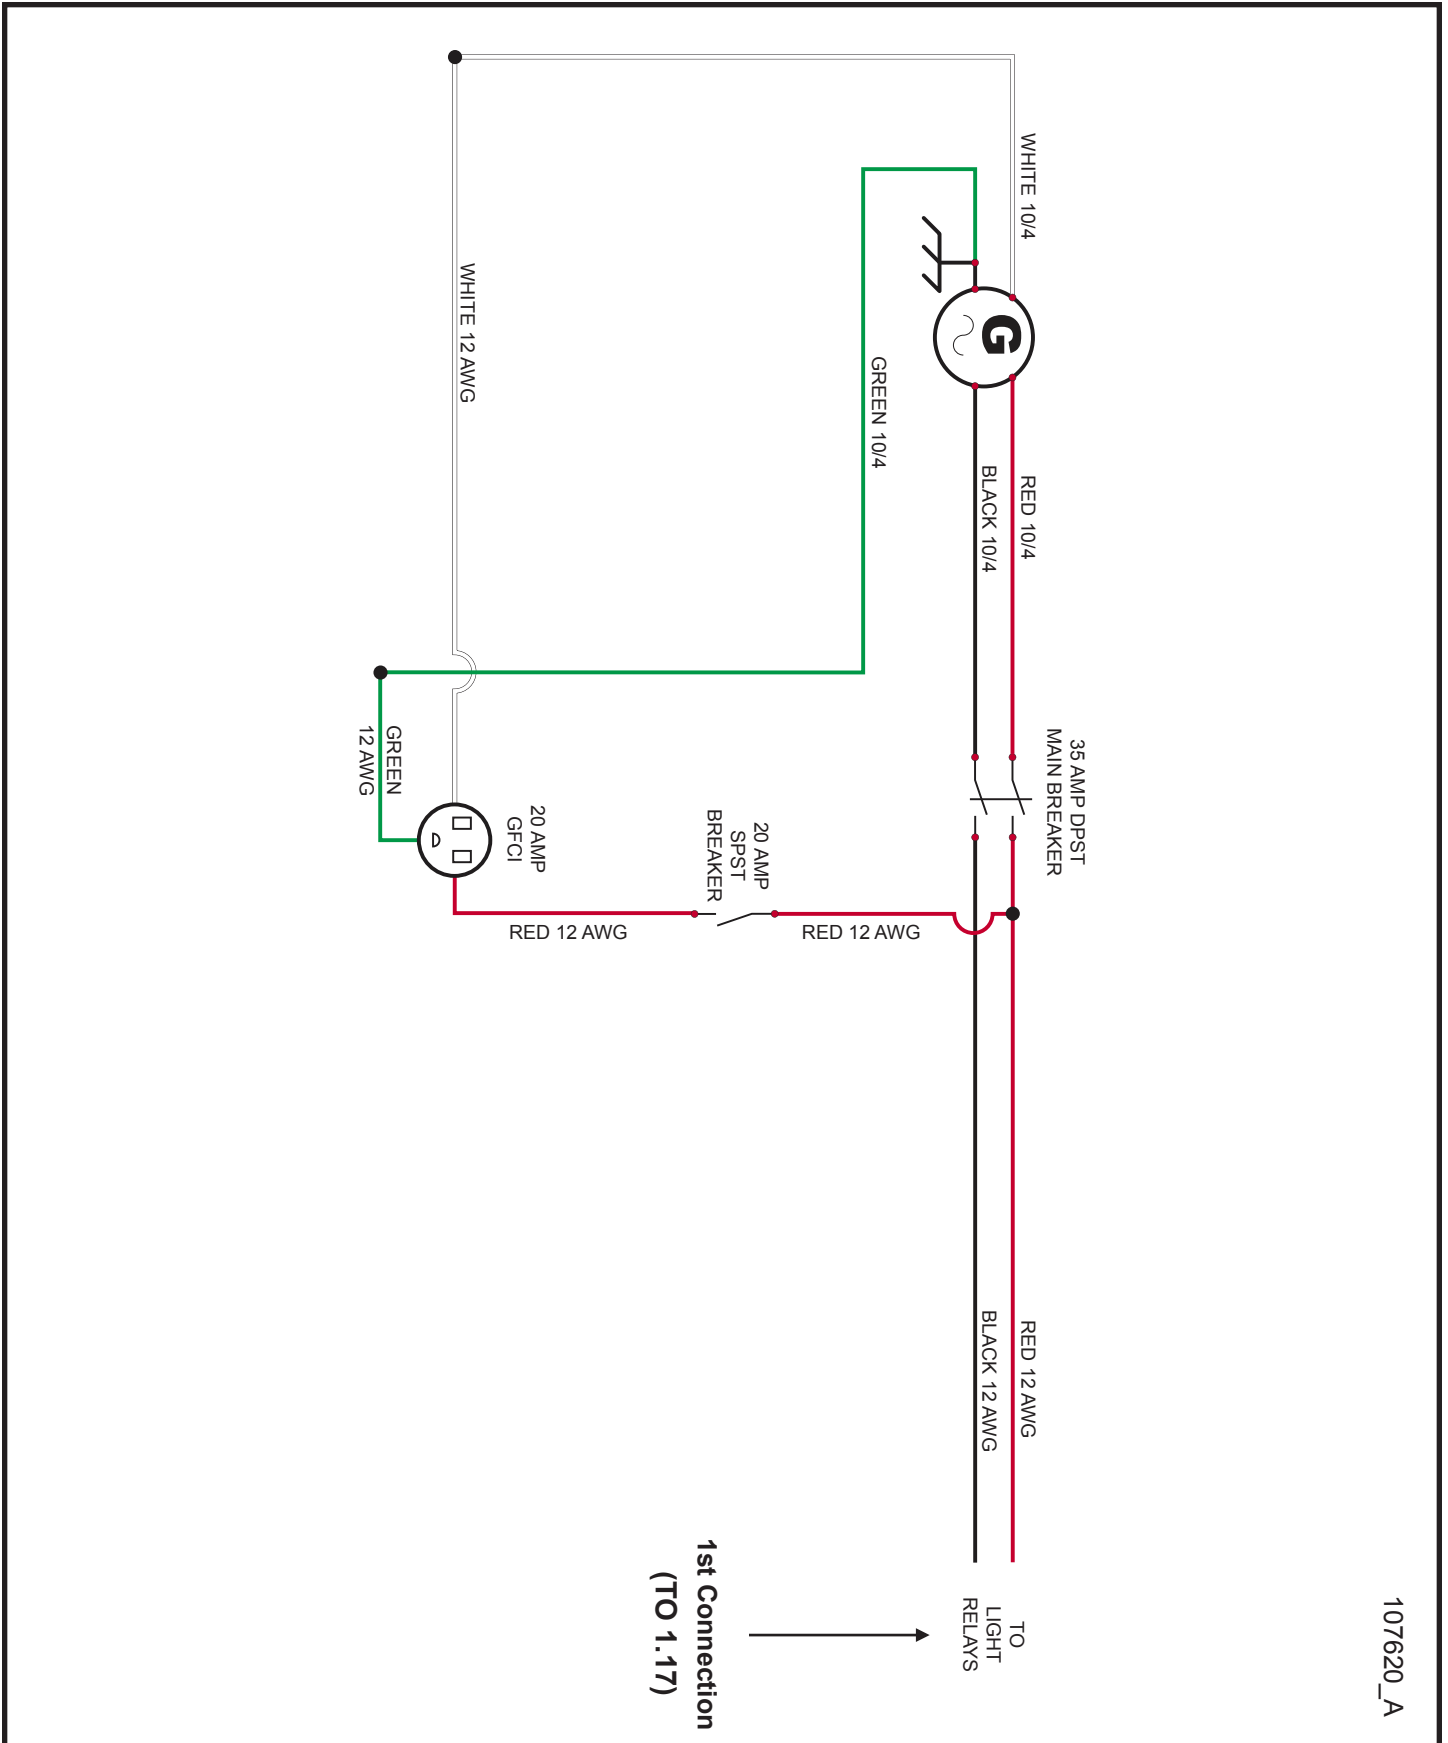 107620_A
WHITE 10/4
RED 10/4
BLACK 10/4
35 AMP DPST
MAIN BREAKER
RED 12 AWG
BLACK 12 AWG
TO
LIGHT
RELAYS
G
GREEN 10/4
20 AMP
SPST
BREAKER
RED 12 AWG
RED 12 AWG
1st Connection
(TO 1.17)
20 AMP
GFCI
WHITE 12 AWG
GREEN
12 AWG